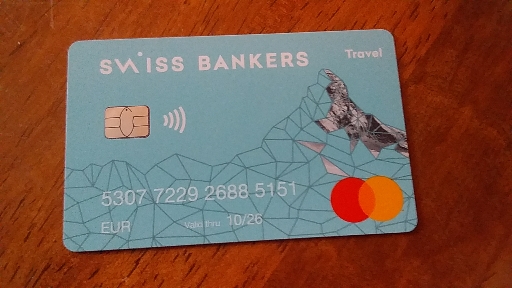 SWISS BANKERS
Travel
5307 7229 2688 5151
EUR
Valid thru 10/26